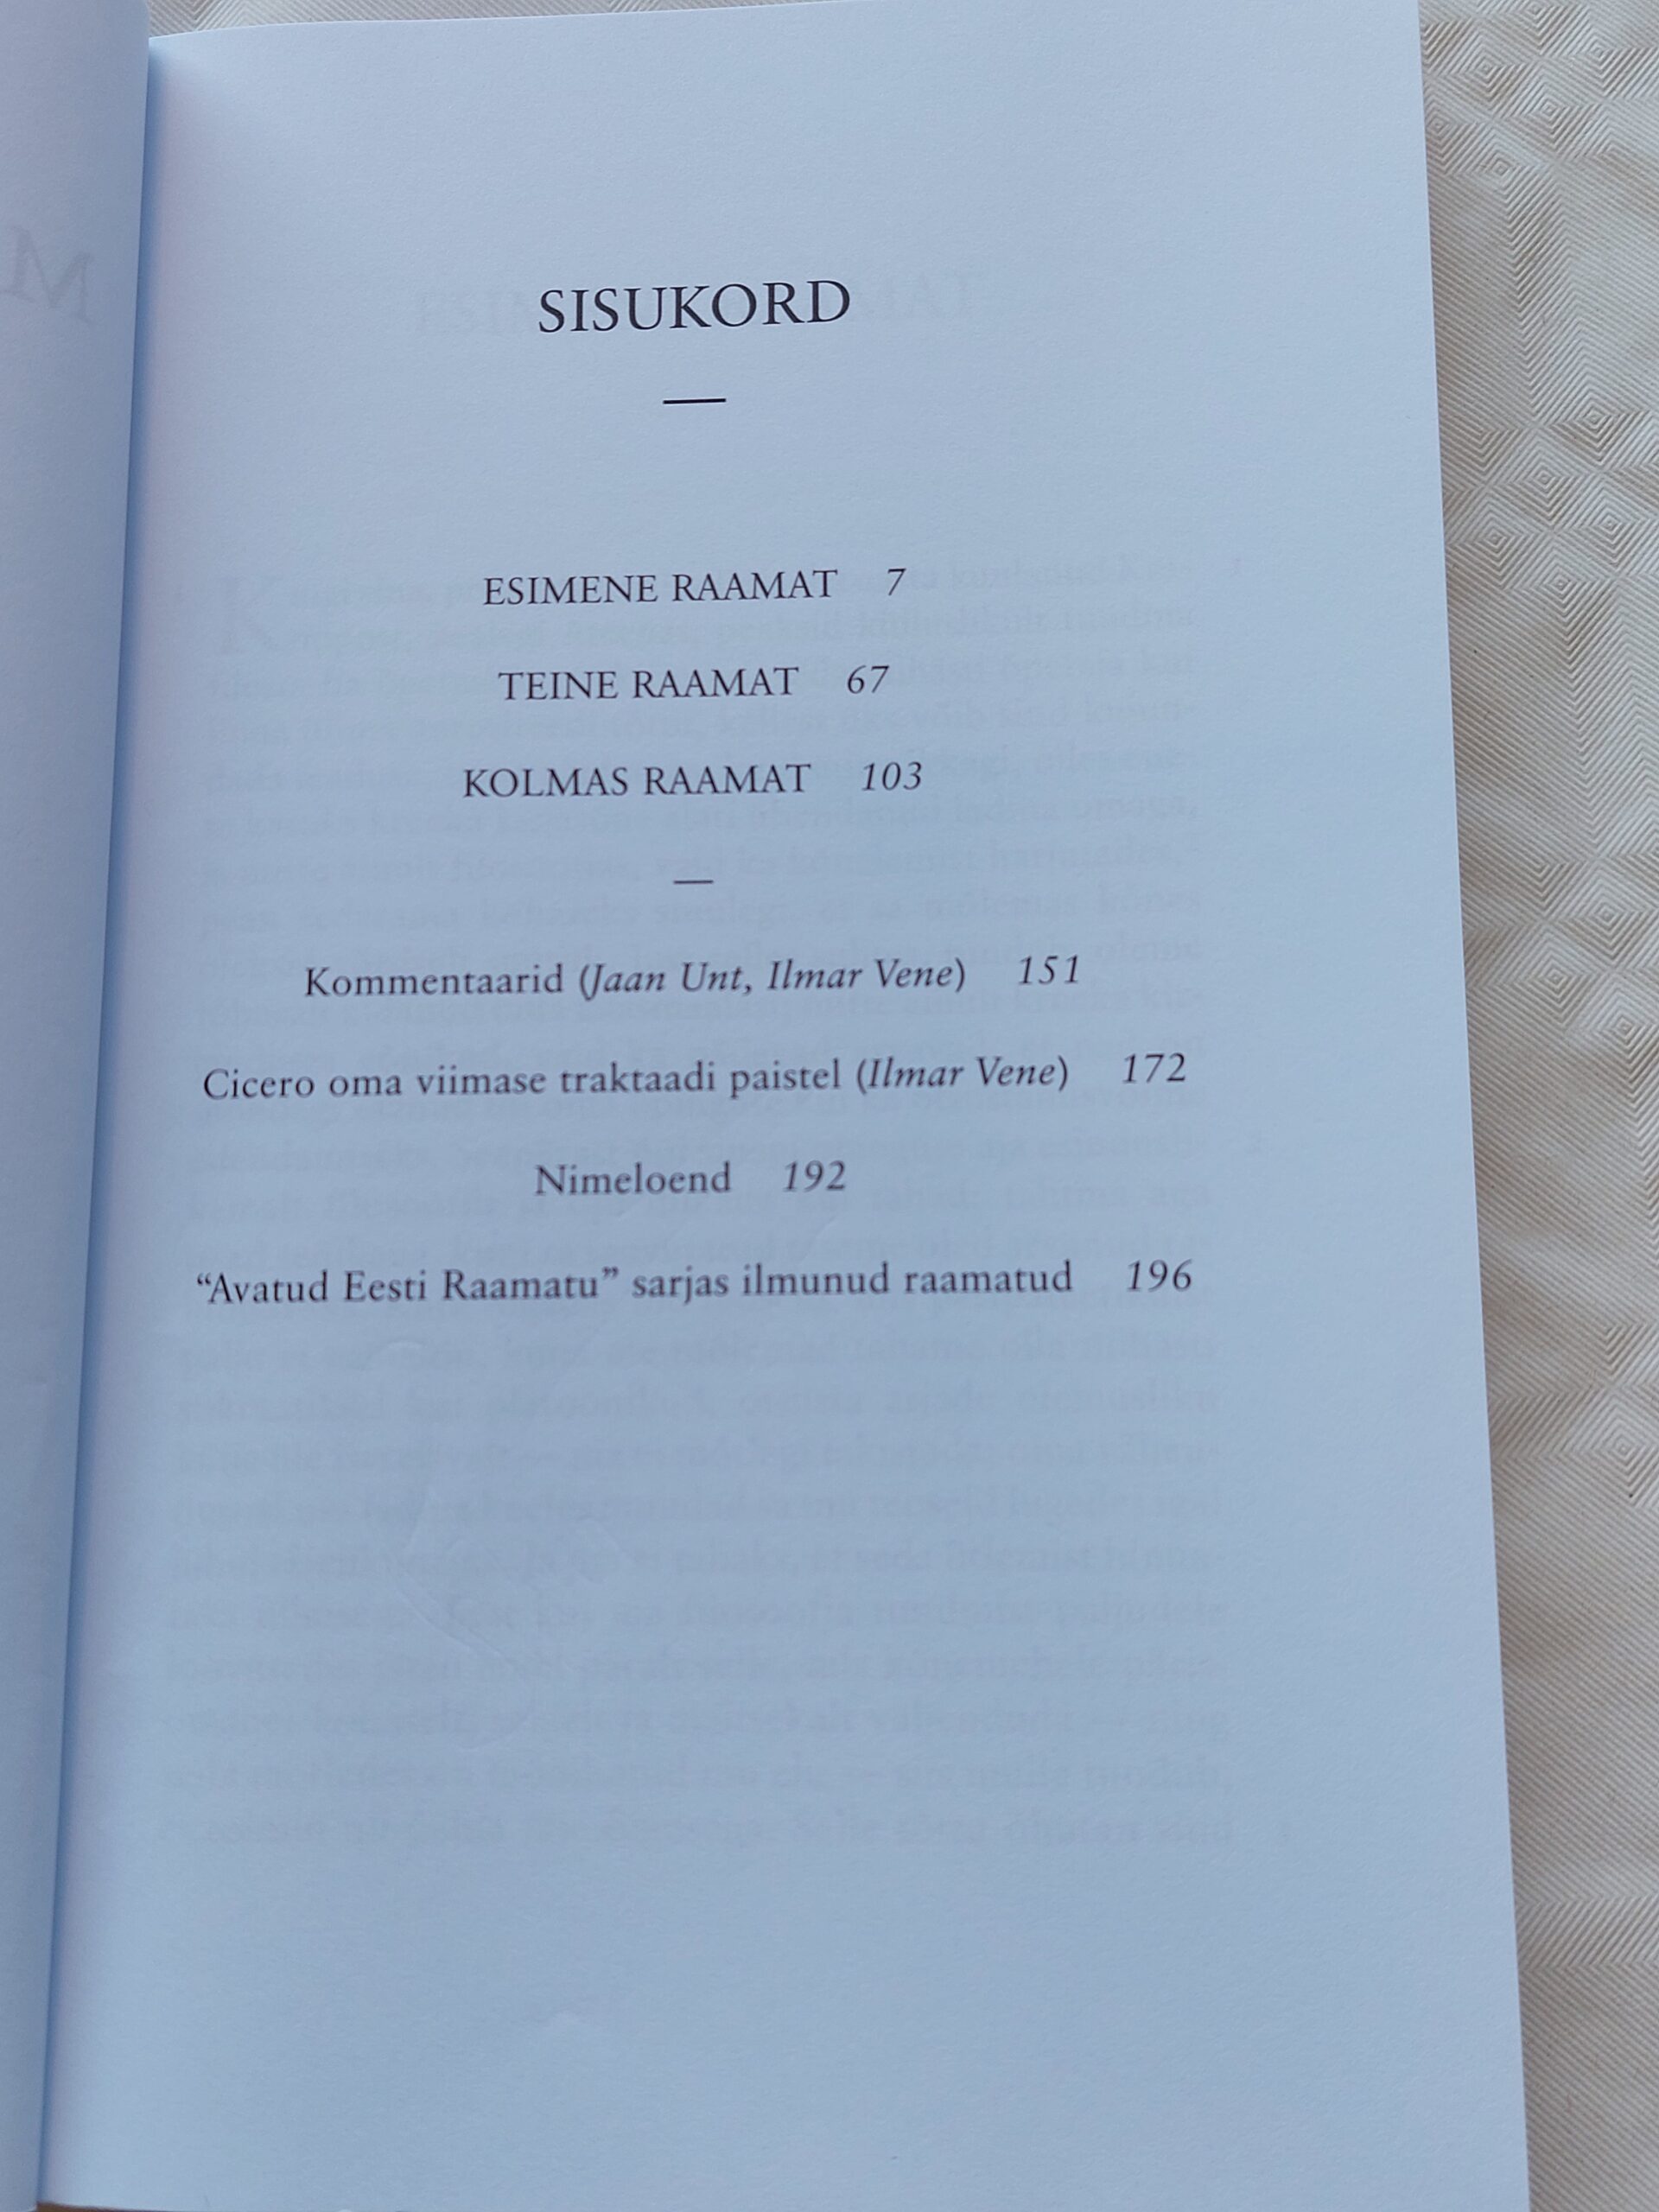 SISUKORD
ESIMENE RAAMAT 7
TEINE RAAMAT 67
KOLMAS RAAMAT 103
Kommentaarid (Jaan Unt, Ilmar Vene) 151
Cicero oma viimase traktaadi paistel (Ilmar Vene) 172
Nimeloend 192
“Avatud Eesti Raamatu” sarjas ilmunud raamatud 196